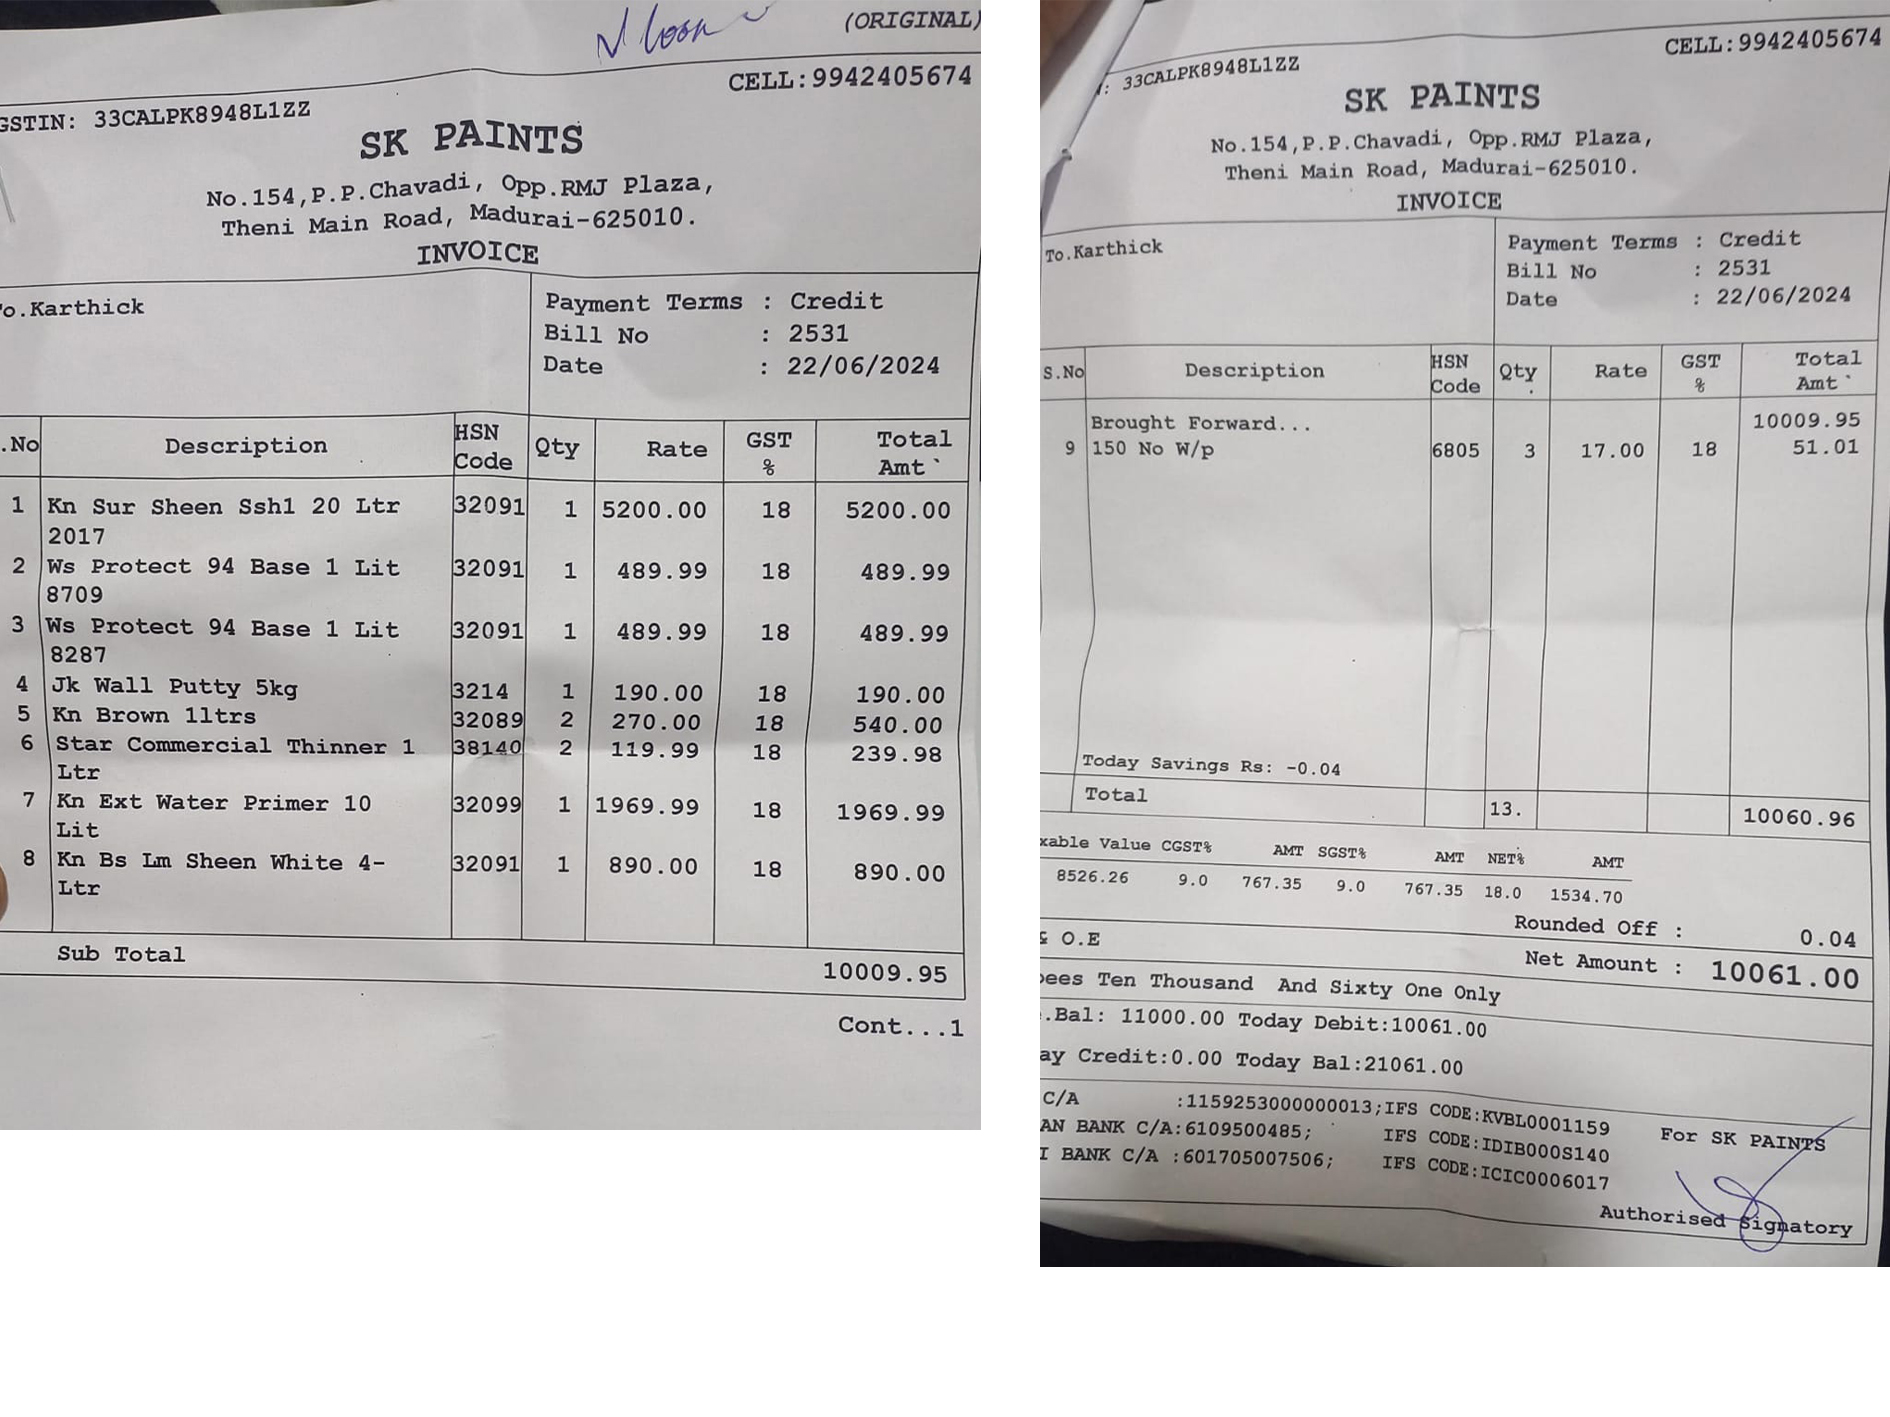 (ORIGINAL)
CELL:9942405674
GSTIN: 33CALPK8948L1ZZ
SK PAINTS
No.154,P.P.Chavadi, Opp.RMJ Plaza,
Theni Main Road, Madurai-625010.
INVOICE
To.Karthick
Payment Terms : Credit
Bill No : 2531
Date : 22/06/2024
.No Description HSN Code Qty Rate GST % Total Amt `
1 Kn Sur Sheen Ssh1 20 Ltr 32091 1 5200.00 18 5200.00
2017
2 Ws Protect 94 Base 1 Lit 32091 1 489.99 18 489.99
8709
3 Ws Protect 94 Base 1 Lit 32091 1 489.99 18 489.99
8287
4 Jk Wall Putty 5kg 3214 1 190.00 18 190.00
5 Kn Brown 1ltrs 32089 2 270.00 18 540.00
6 Star Commercial Thinner 1 38140 2 119.99 18 239.98
Ltr
7 Kn Ext Water Primer 10 32099 1 1969.99 18 1969.99
Lit
8 Kn Bs Lm Sheen White 4- 32091 1 890.00 18 890.00
Ltr
Sub Total 10009.95
Cont...1
CELL:9942405674
: 33CALPK8948L1ZZ
SK PAINTS
No.154,P.P.Chavadi, Opp.RMJ Plaza,
Theni Main Road, Madurai-625010.
INVOICE
To.Karthick
Payment Terms : Credit
Bill No : 2531
Date : 22/06/2024
S.No Description HSN Code Qty. Rate GST % Total Amt `
Brought Forward... 10009.95
9 150 No W/p 6805 3 17.00 18 51.01
Today Savings Rs: -0.04
Total 13. 10060.96
xable Value CGST% AMT SGST% AMT NET% AMT
8526.26 9.0 767.35 9.0 767.35 18.0 1534.70
Rounded Off : 0.04
& O.E
Net Amount : 10061.00
pees Ten Thousand And Sixty One Only
.Bal: 11000.00 Today Debit:10061.00
ay Credit:0.00 Today Bal:21061.00
C/A :1159253000000013;IFS CODE:KVBL0001159
AN BANK C/A:6109500485; IFS CODE:IDIB000S140
I BANK C/A :601705007506; IFS CODE:ICIC0006017
For SK PAINTS
Authorised Signatory